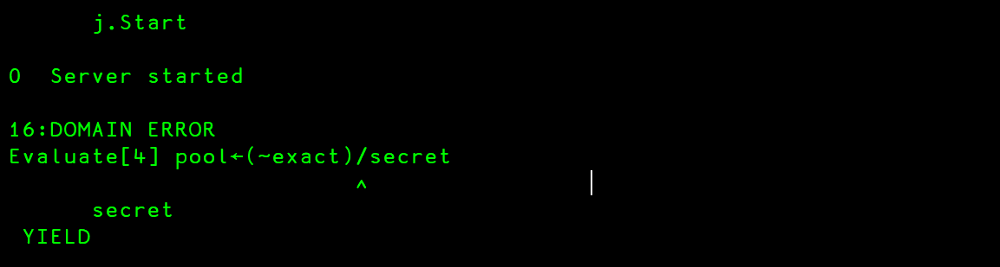 j.Start
0  Server started
16:DOMAIN ERROR
Evaluate[4] pool←(~exact)/secret
^
secret
YIELD